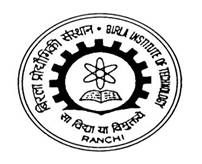 बिरला प्रौद्योगिकी संस्थान
BIRLA INSTITUTE OF TECHNOLOGY
सा विद्या या विमुक्तये
RANCHI